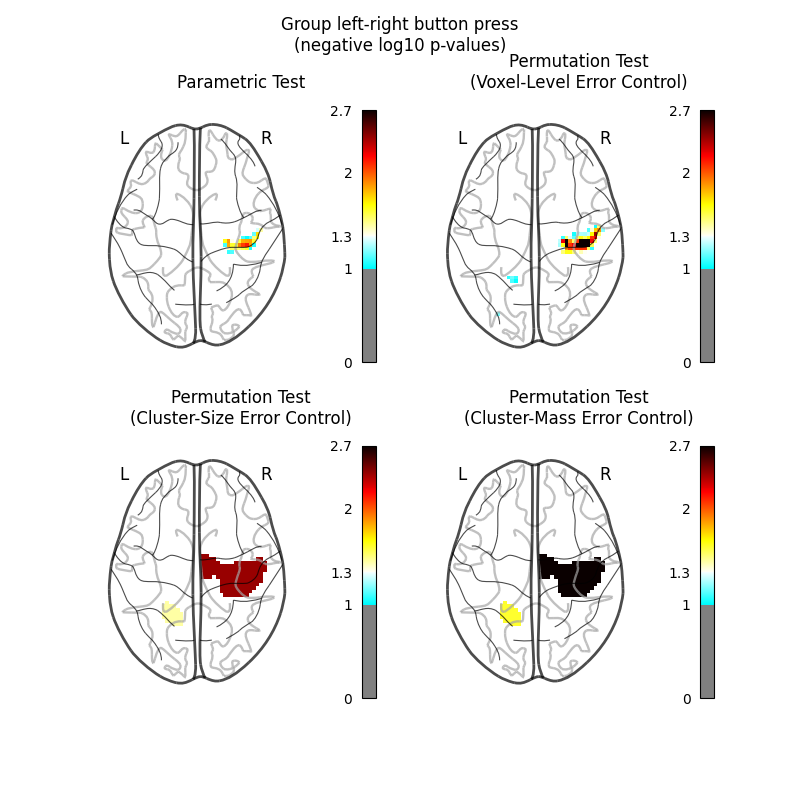 Group left-right button press
(negative log10 p-values)
Parametric Test
L
R
2.7
2
1.3
1
0
Permutation Test
(Voxel-Level Error Control)
L
R
2.7
2
1.3
1
0
Permutation Test
(Cluster-Size Error Control)
L
R
2.7
2
1.3
1
0
Permutation Test
(Cluster-Mass Error Control)
L
R
2.7
2
1.3
1
0